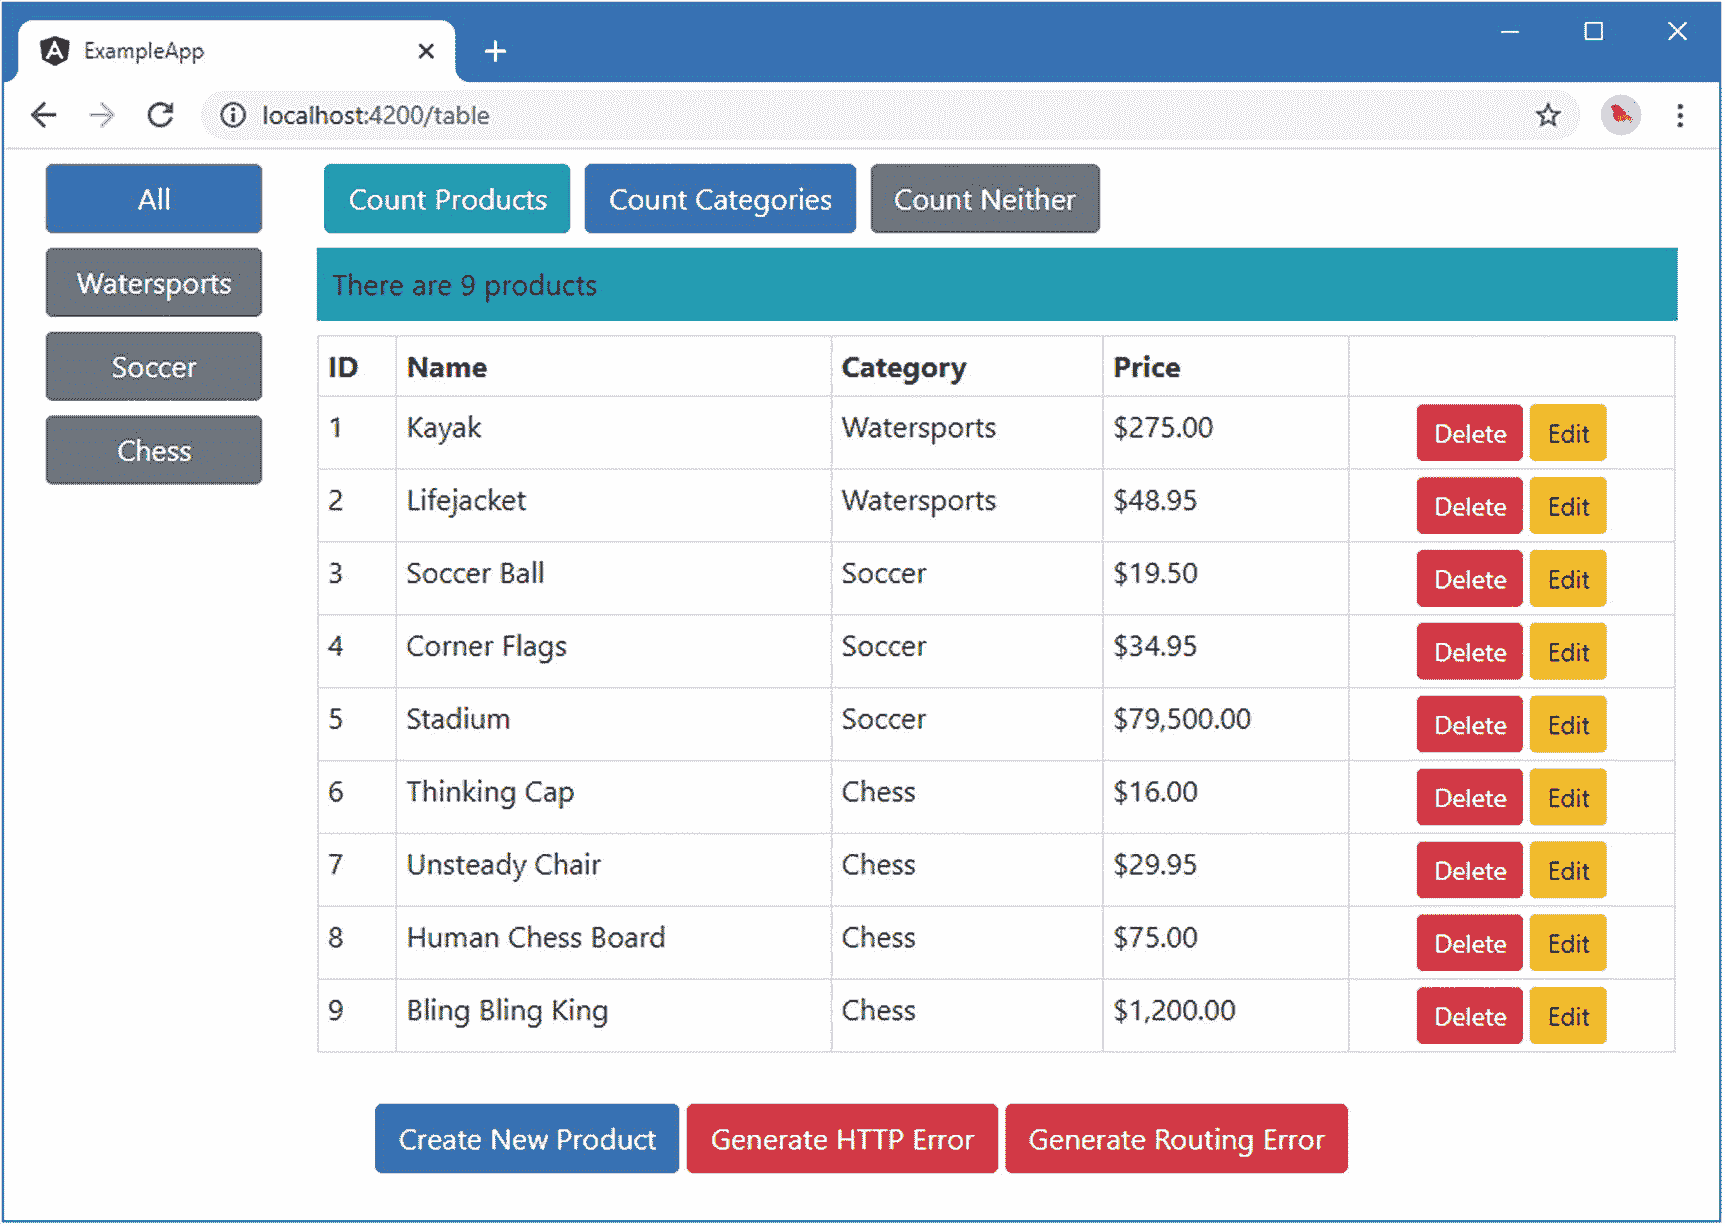 ExampleApp
localhost:4200/table
All
Watersports
Soccer
Chess
Count Products Count Categories Count Neither
There are 9 products
ID Name Category Price
1 Kayak Watersports $275.00 Delete Edit
2 Lifejacket Watersports $48.95 Delete Edit
3 Soccer Ball Soccer $19.50 Delete Edit
4 Corner Flags Soccer $34.95 Delete Edit
5 Stadium Soccer $79,500.00 Delete Edit
6 Thinking Cap Chess $16.00 Delete Edit
7 Unsteady Chair Chess $29.95 Delete Edit
8 Human Chess Board Chess $75.00 Delete Edit
9 Bling Bling King Chess $1,200.00 Delete Edit
Create New Product Generate HTTP Error Generate Routing Error